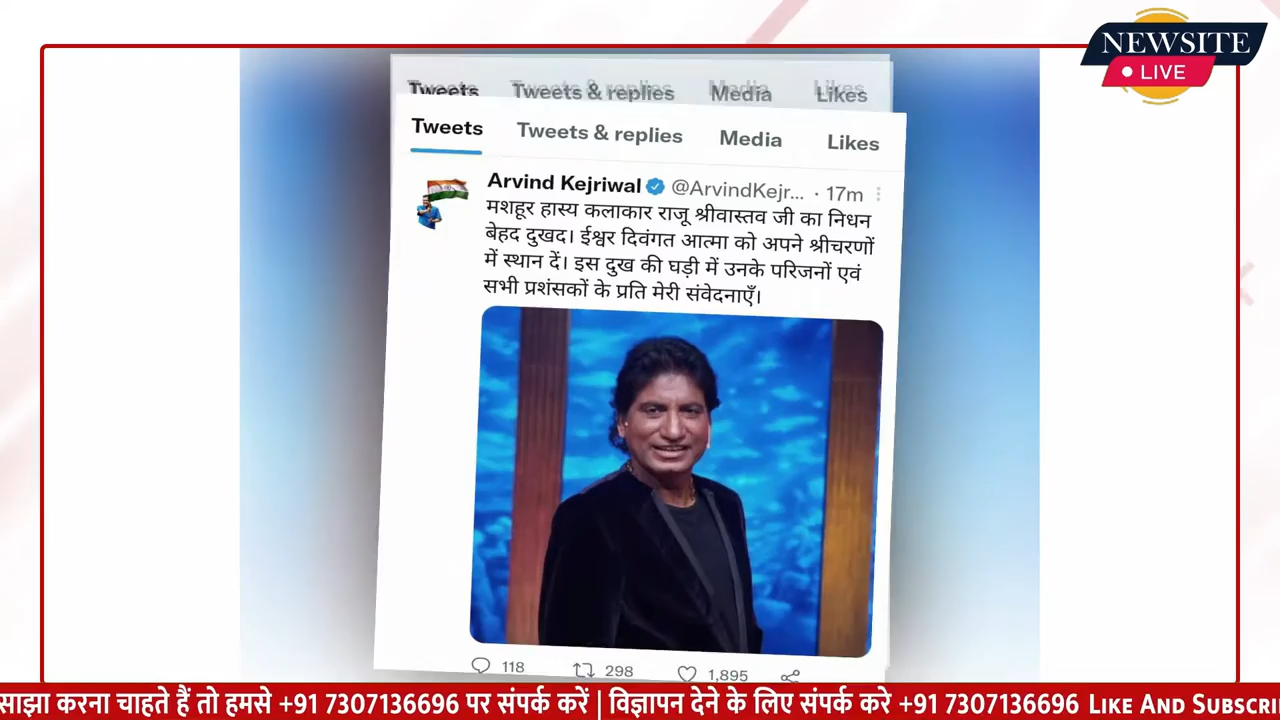 NEWSITE
LIVE
Tweets Tweets & replies Media Likes
Tweets Tweets & replies Media Likes
Arvind Kejriwal @ArvindKejr... · 17m
मशहूर हास्य कलाकार राजू श्रीवास्तव जी का निधन
बेहद दुखद। ईश्वर दिवंगत आत्मा को अपने श्रीचरणों
में स्थान दें। इस दुख की घड़ी में उनके परिजनों एवं
सभी प्रशंसकों के प्रति मेरी संवेदनाएँ।
118 298 1,895
साझा करना चाहते हैं तो हमसे +91 7307136696 पर संपर्क करें | विज्ञापन देने के लिए संपर्क करे +91 7307136696 LIKE AND SUBSCRI